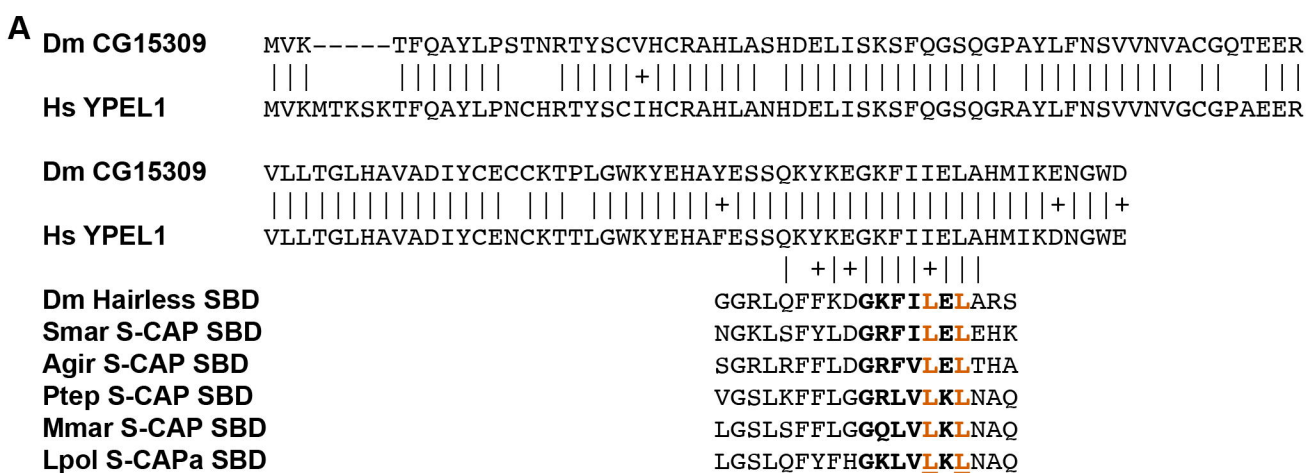 A
Dm CG15309 MVK-----TFQAYLPSTNRTYSCVHCRAHLASHDELISKSFQGSQGPAYLFNSVVNVACGQTEER
||| ||||||| |||||+||||||| |||||||||||||| |||||||||| || |||
Hs YPEL1 MVKMTKSKTFQAYLPNCHRTYSCIHCRAHLANHDELISKSFQGSQGRAYLFNSVVNVGCGPAEER
Dm CG15309 VLLTGLHAVADIYCECCKTPLGWKYEHAYESSQKYKEGKFIIELAHMIKENGWD
||||||||||||||| ||| ||||||||+||||||||||||||||||||+|||+
Hs YPEL1 VLLTGLHAVADIYCENCKTTLGWKYEHAFESSQKYKEGKFIIELAHMIKDNGWE
| +|+||||+|||
Dm Hairless SBD GGRLQFFKDGKFILELARS
Smar S-CAP SBD NGKLSFYLDGRFILELEHK
Agir S-CAP SBD SGRLRFFLDGRFVLELTHA
Ptep S-CAP SBD VGSLKFFLGGRLVLKLNAQ
Mmar S-CAP SBD LGSLSFFLGGQLVLKLNAQ
Lpol S-CAPa SBD LGSLQFYFHGKLVLKLNAQ